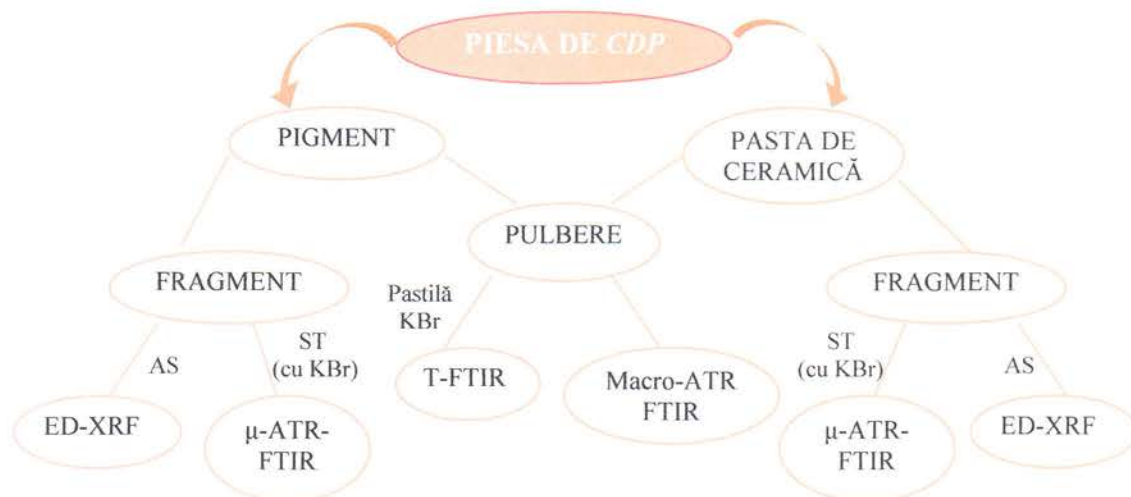 PIESA DE CDP
PIGMENT
PASTA DE
CERAMICĂ
PULBERE
FRAGMENT
FRAGMENT
Pastilă
KBr
AS
ST
(cu KBr)
ST
(cu KBr)
AS
T-FTIR
Macro-ATR
FTIR
ED-XRF
μ-ATR-
FTIR
μ-ATR-
FTIR
ED-XRF